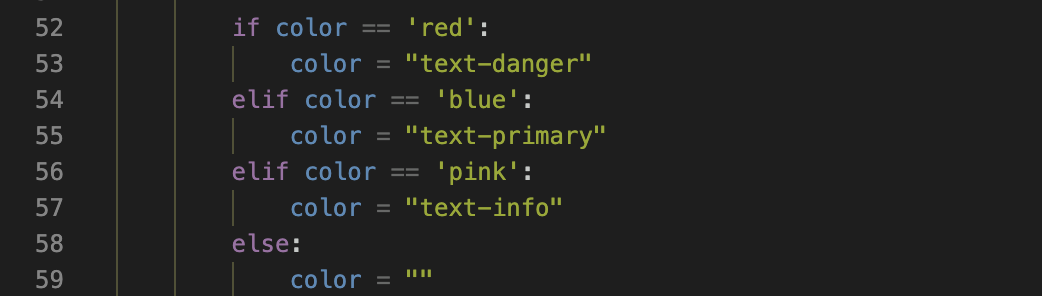 52 if color == 'red':
53 color = "text-danger"
54 elif color == 'blue':
55 color = "text-primary"
56 elif color == 'pink':
57 color = "text-info"
58 else:
59 color = ""